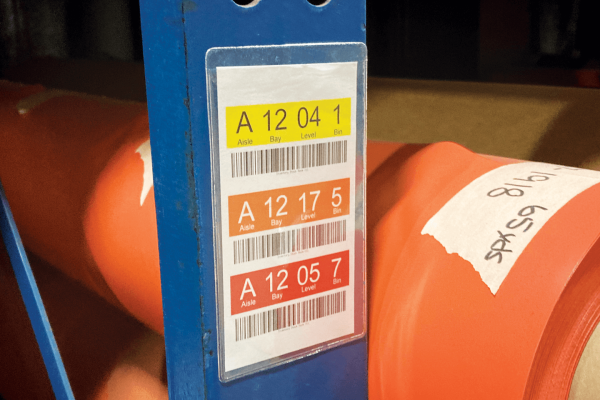 A 12 04 1
Aisle Bay Level Bin
A 12 17 5
Aisle Bay Level Bin
A 12 05 7
Aisle Bay Level Bin